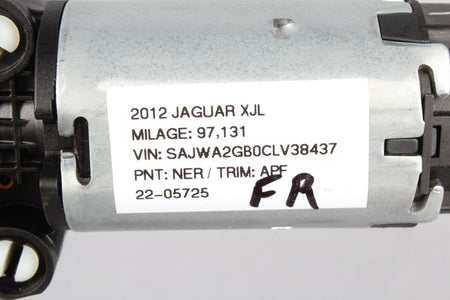 2012 JAGUAR XJL
MILAGE: 97,131
VIN: SAJWA2GB0CLV38437
PNT: NER / TRIM: APF
22-05725 FR